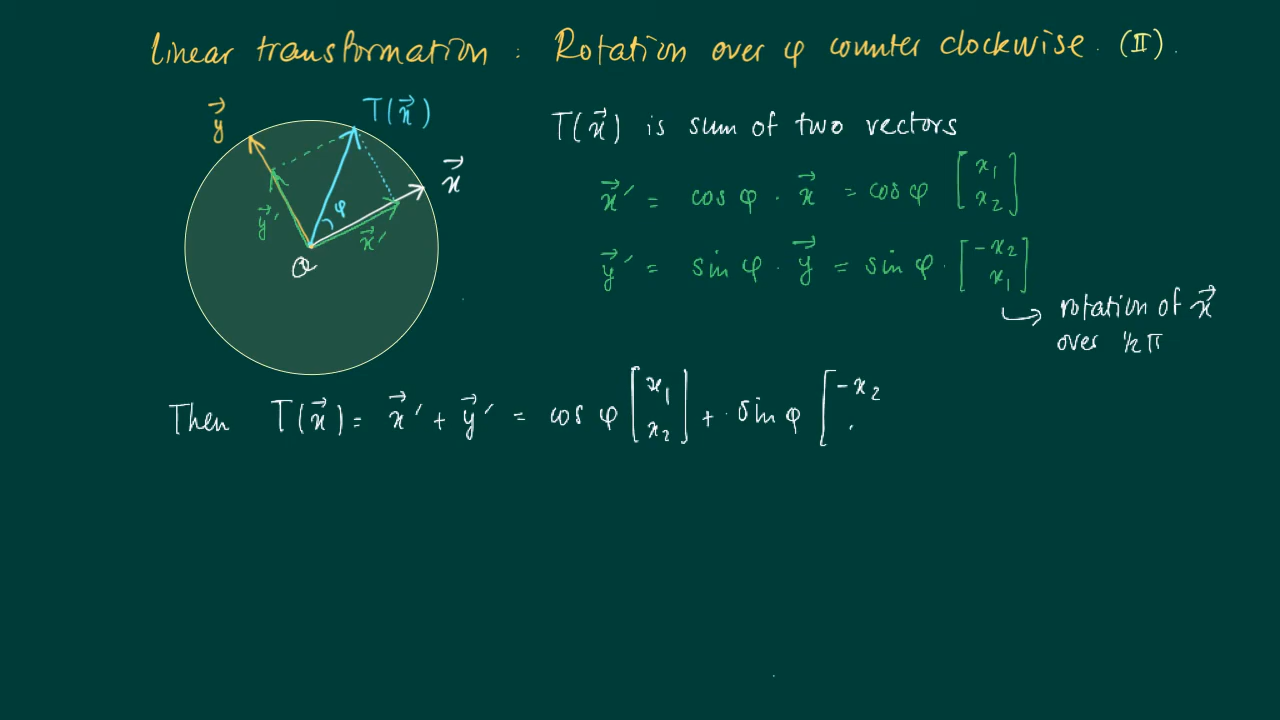 linear transformation : Rotation over φ counter clockwise. (II).
y⃗
T(x⃗)
x⃗
φ
y⃗′
x⃗′
O
T(x⃗) is sum of two vectors
x⃗′ = cos φ · x⃗ = cos φ [x₁ x₂]
y⃗′ = sin φ · y⃗ = sin φ · [-x₂ x₁]
↪ rotation of x⃗
over ½ π
Then T(x⃗) = x⃗′ + y⃗′ = cos φ [x₁ x₂] + sin φ [-x₂